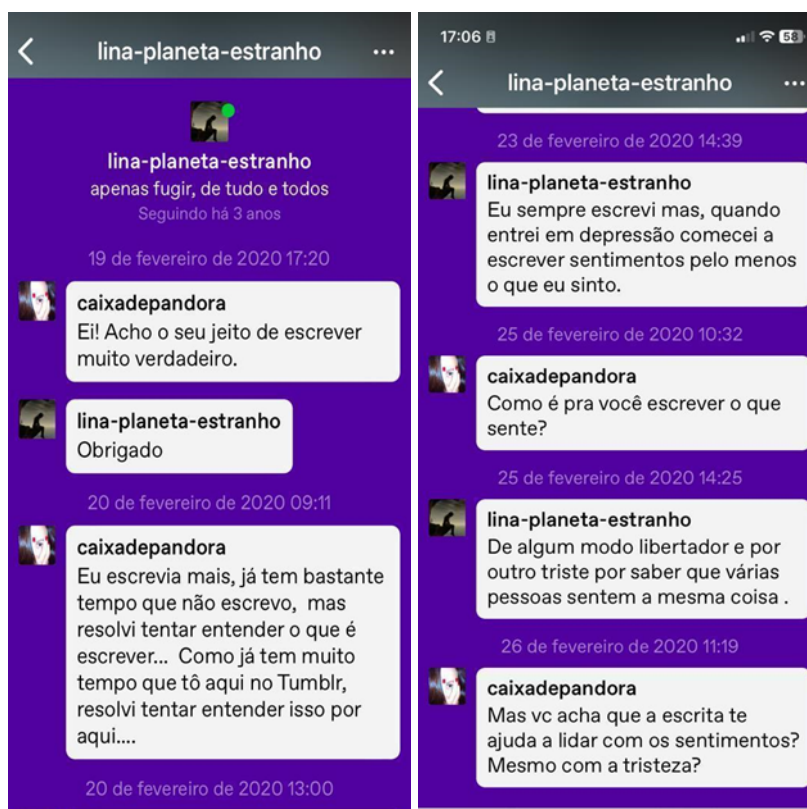 lina-planeta-estranho
...
lina-planeta-estranho
apenas fugir, de tudo e todos
Seguindo há 3 anos
19 de fevereiro de 2020 17:20
caixadepandora
Ei! Acho o seu jeito de escrever
muito verdadeiro.
lina-planeta-estranho
Obrigado
20 de fevereiro de 2020 09:11
caixadepandora
Eu escrevia mais, já tem bastante
tempo que não escrevo, mas
resolvi tentar entender o que é
escrever... Como já tem muito
tempo que tô aqui no Tumblr,
resolvi tentar entender isso por
aqui....
20 de fevereiro de 2020 13:00
17:06
58
lina-planeta-estranho
...
23 de fevereiro de 2020 14:39
lina-planeta-estranho
Eu sempre escrevi mas, quando
entrei em depressão comecei a
escrever sentimentos pelo menos
o que eu sinto.
25 de fevereiro de 2020 10:32
caixadepandora
Como é pra você escrever o que
sente?
25 de fevereiro de 2020 14:25
lina-planeta-estranho
De algum modo libertador e por
outro triste por saber que várias
pessoas sentem a mesma coisa .
26 de fevereiro de 2020 11:19
caixadepandora
Mas vc acha que a escrita te
ajuda a lidar com os sentimentos?
Mesmo com a tristeza?